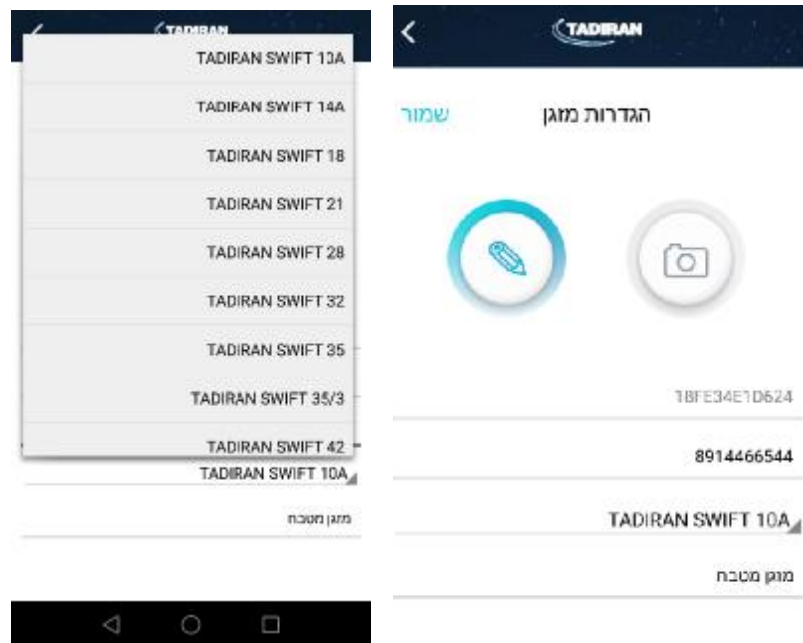 TADIRAN
TADIRAN SWIFT 10A
TADIRAN SWIFT 14A
TADIRAN SWIFT 18
TADIRAN SWIFT 21
TADIRAN SWIFT 28
TADIRAN SWIFT 32
TADIRAN SWIFT 35
TADIRAN SWIFT 35/3
TADIRAN SWIFT 42
TADIRAN SWIFT 10A
מזגן מטבח
TADIRAN
הגדרות מזגן
שמור
18FE34E1D624
8914466544
TADIRAN SWIFT 10A
מזגן מטבח